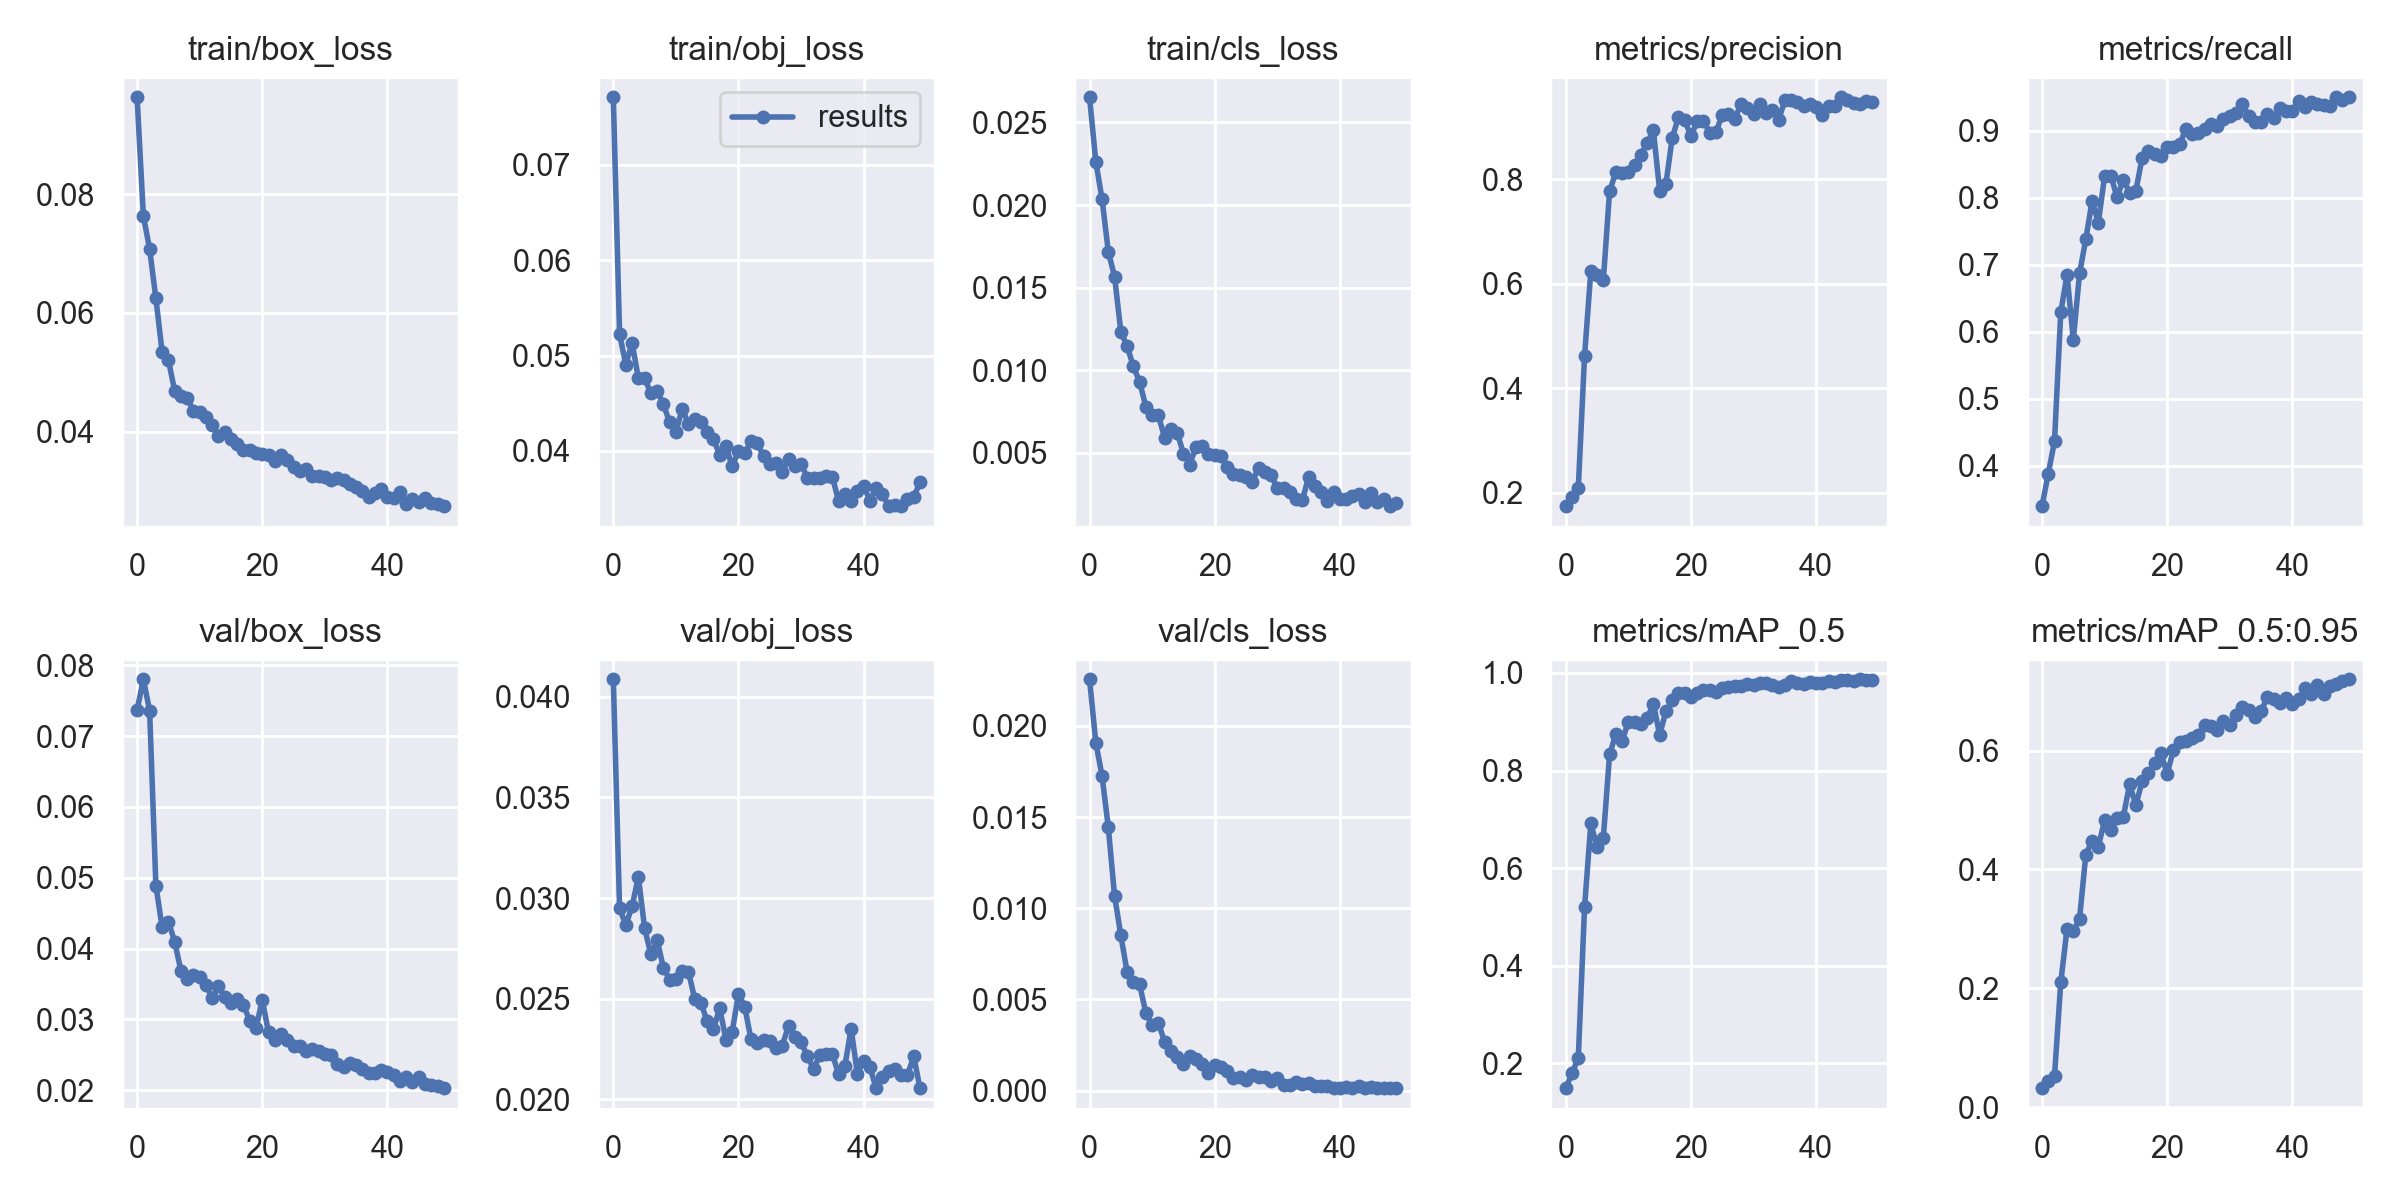 train/box_loss
0.08
0.06
0.04
0 20 40
train/obj_loss
results
0.07
0.06
0.05
0.04
0 20 40
train/cls_loss
0.025
0.020
0.015
0.010
0.005
0 20 40
metrics/precision
0.8
0.6
0.4
0.2
0 20 40
metrics/recall
0.9
0.8
0.7
0.6
0.5
0.4
0 20 40
val/box_loss
0.08
0.07
0.06
0.05
0.04
0.03
0.02
0 20 40
val/obj_loss
0.040
0.035
0.030
0.025
0.020
0 20 40
val/cls_loss
0.020
0.015
0.010
0.005
0.000
0 20 40
metrics/mAP_0.5
1.0
0.8
0.6
0.4
0.2
0 20 40
metrics/mAP_0.5:0.95
0.6
0.4
0.2
0.0
0 20 40